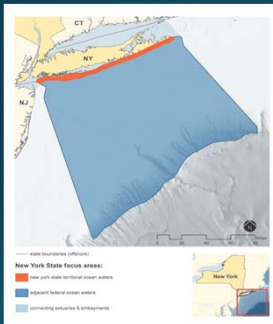 CT
NY
NJ
state boundaries (offshore)
New York State focus areas:
new york state territorial ocean waters
adjacent federal ocean waters
connecting estuaries & embayments
New York